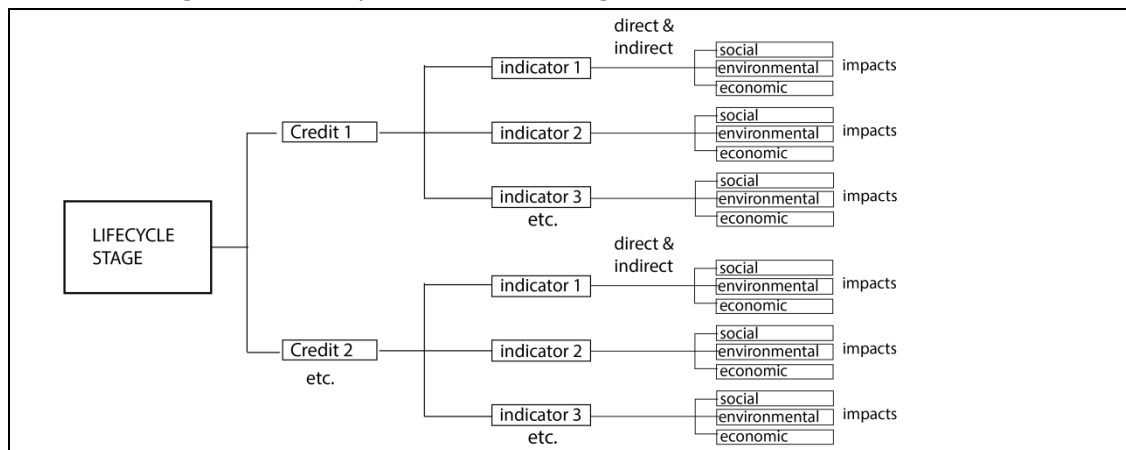 direct &
indirect
social
indicator 1
environmental
impacts
economic
social
Credit 1
indicator 2
environmental
impacts
economic
social
indicator 3
environmental
impacts
etc.
economic
LIFECYCLE
STAGE
direct &
indirect
social
indicator 1
environmental
impacts
economic
social
Credit 2
indicator 2
environmental
impacts
etc.
economic
social
indicator 3
environmental
impacts
etc.
economic